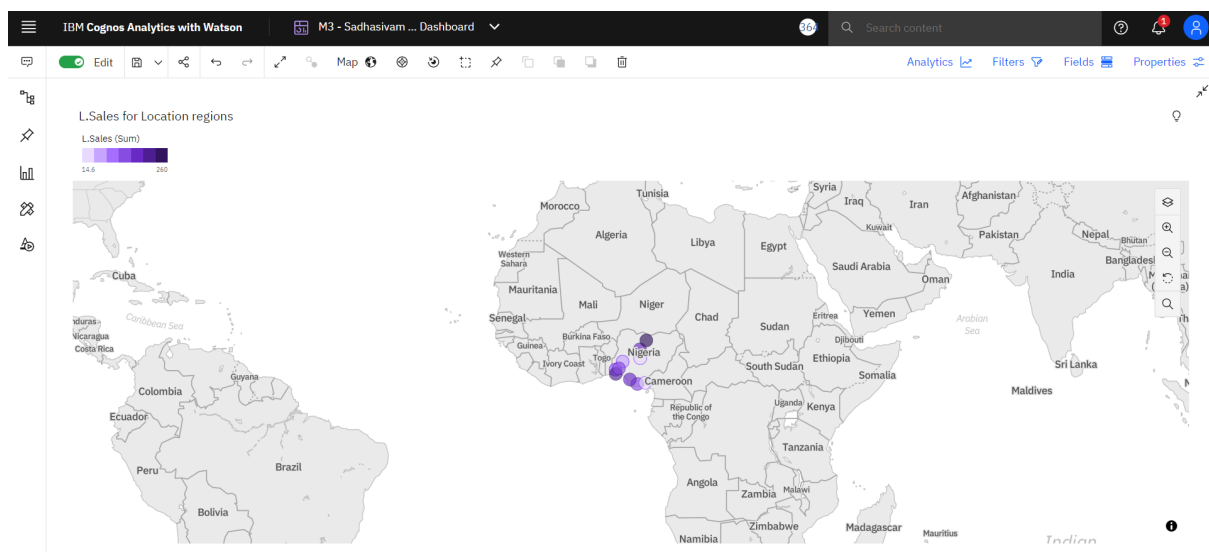 IBM Cognos Analytics with Watson
M3 - Sadhasivam ... Dashboard
364
Search content
1
Edit
Map
Analytics
Filters
Fields
Properties
L.Sales for Location regions
L.Sales (Sum)
14.6 260
Tunisia
Syria
Morocco
Iraq
Iran
Afghanistan
Algeria
Libya
Egypt
Kuwait
Pakistan
Nepal
Bhutan
Western
Sahara
Saudi Arabia
Bangladesh
Cuba
Oman
India
Mauritania
Mali
Niger
Chad
Senegal
Caribbean Sea
Nicaragua
Costa Rica
Burkina Faso
Sudan
Eritrea
Yemen
Arabian
Sea
Guinea
Ivory Coast
Togo
Nigeria
Djibouti
Ethiopia
South Sudan
Somalia
Sri Lanka
Maldives
Guyana
Colombia
Cameroon
Ecuador
Republic of
the Congo
Uganda
Kenya
Tanzania
Peru
Brazil
Angola
Zambia
Malawi
Bolivia
Zimbabwe
Namibia
Madagascar
Mauritius
Indian